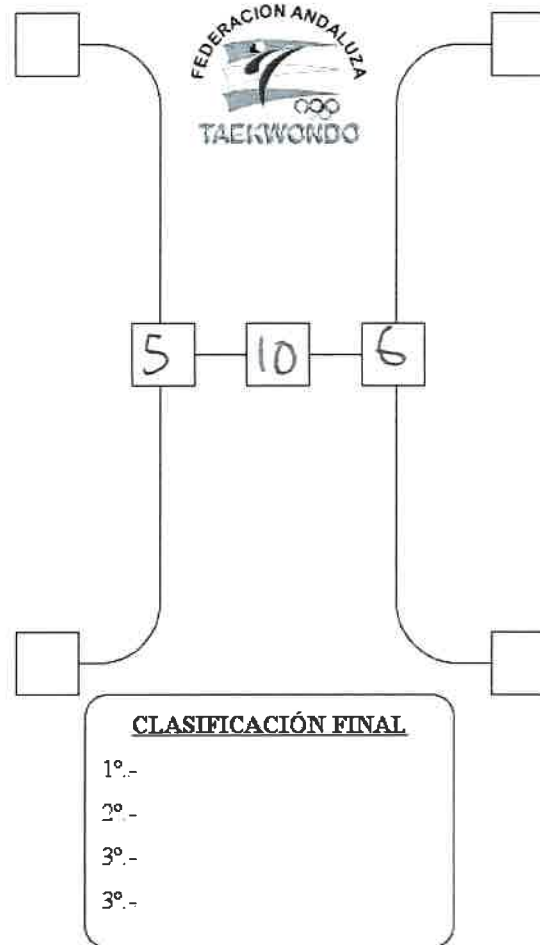 FEDERACION ANDALUZA
TAEKWONDO
5 10 6
CLASIFICACIÓN FINAL
1º.-
2º.-
3º.-
3º.-